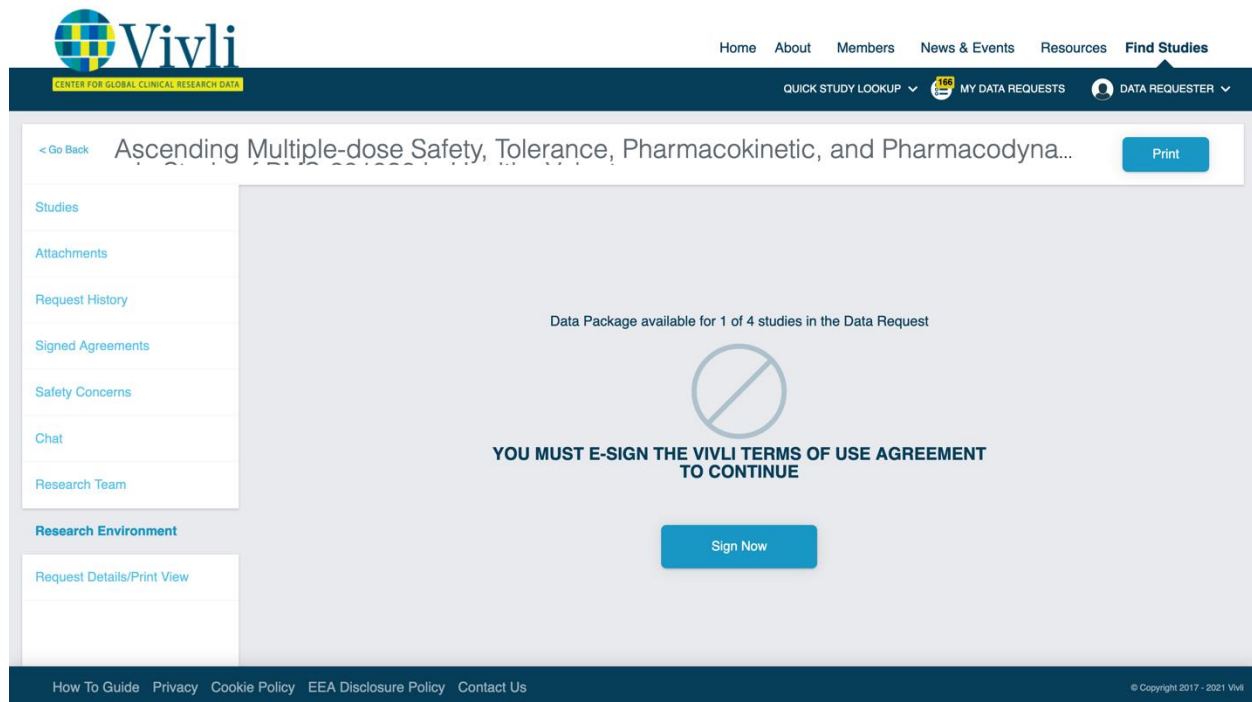 Vivli
CENTER FOR GLOBAL CLINICAL RESEARCH DATA
Home About Members News & Events Resources Find Studies
QUICK STUDY LOOKUP 166 MY DATA REQUESTS DATA REQUESTER
< Go Back Ascending Multiple-dose Safety, Tolerance, Pharmacokinetic, and Pharmacodyna... Print
Studies
Attachments
Request History
Data Package available for 1 of 4 studies in the Data Request
Signed Agreements
Safety Concerns
Chat
YOU MUST E-SIGN THE VIVLI TERMS OF USE AGREEMENT
TO CONTINUE
Research Team
Research Environment
Sign Now
Request Details/Print View
How To Guide Privacy Cookie Policy EEA Disclosure Policy Contact Us
© Copyright 2017 - 2021 Vivli